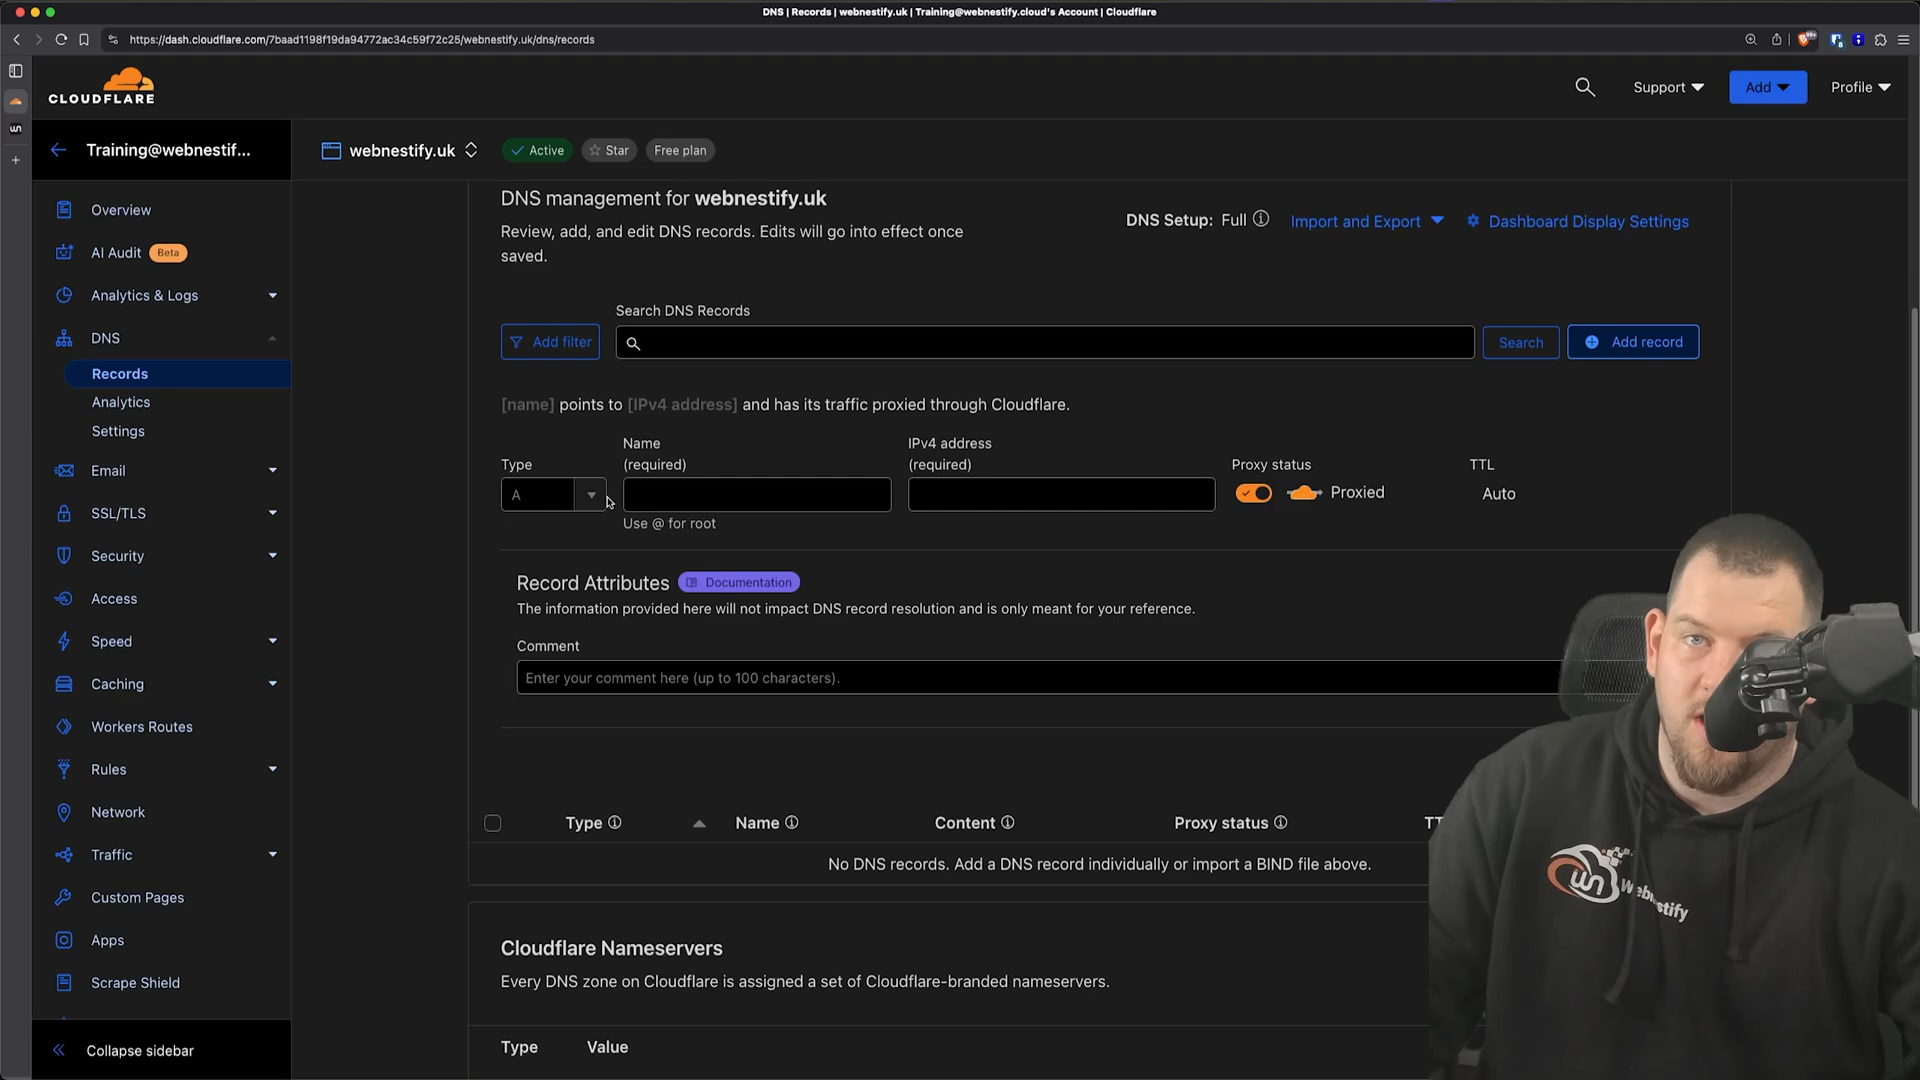 DNS | Records | webnestify.uk | Training@webnestify.cloud's Account | Cloudflare
https://dash.cloudflare.com/7baad1198f19da94772ac34c59f72c25/webnestify.uk/dns/records
CLOUDFLARE
Support
Add
Profile
Training@webnestif...
webnestify.uk
Active
Star
Free plan
Overview
AI Audit Beta
Analytics & Logs
DNS
Records
Analytics
Settings
Email
SSL/TLS
Security
Access
Speed
Caching
Workers Routes
Rules
Network
Traffic
Custom Pages
Apps
Scrape Shield
Collapse sidebar
DNS management for webnestify.uk
Review, add, and edit DNS records. Edits will go into effect once
saved.
DNS Setup: Full
Import and Export
Dashboard Display Settings
Search DNS Records
Add filter
Search
Add record
[name] points to [IPv4 address] and has its traffic proxied through Cloudflare.
Type
Name
(required)
IPv4 address
(required)
Proxy status
TTL
A
Proxied
Auto
Use @ for root
Record Attributes Documentation
The information provided here will not impact DNS record resolution and is only meant for your reference.
Comment
Enter your comment here (up to 100 characters).
Type
Name
Content
Proxy status
No DNS records. Add a DNS record individually or import a BIND file above.
Cloudflare Nameservers
Every DNS zone on Cloudflare is assigned a set of Cloudflare-branded nameservers.
Type
Value